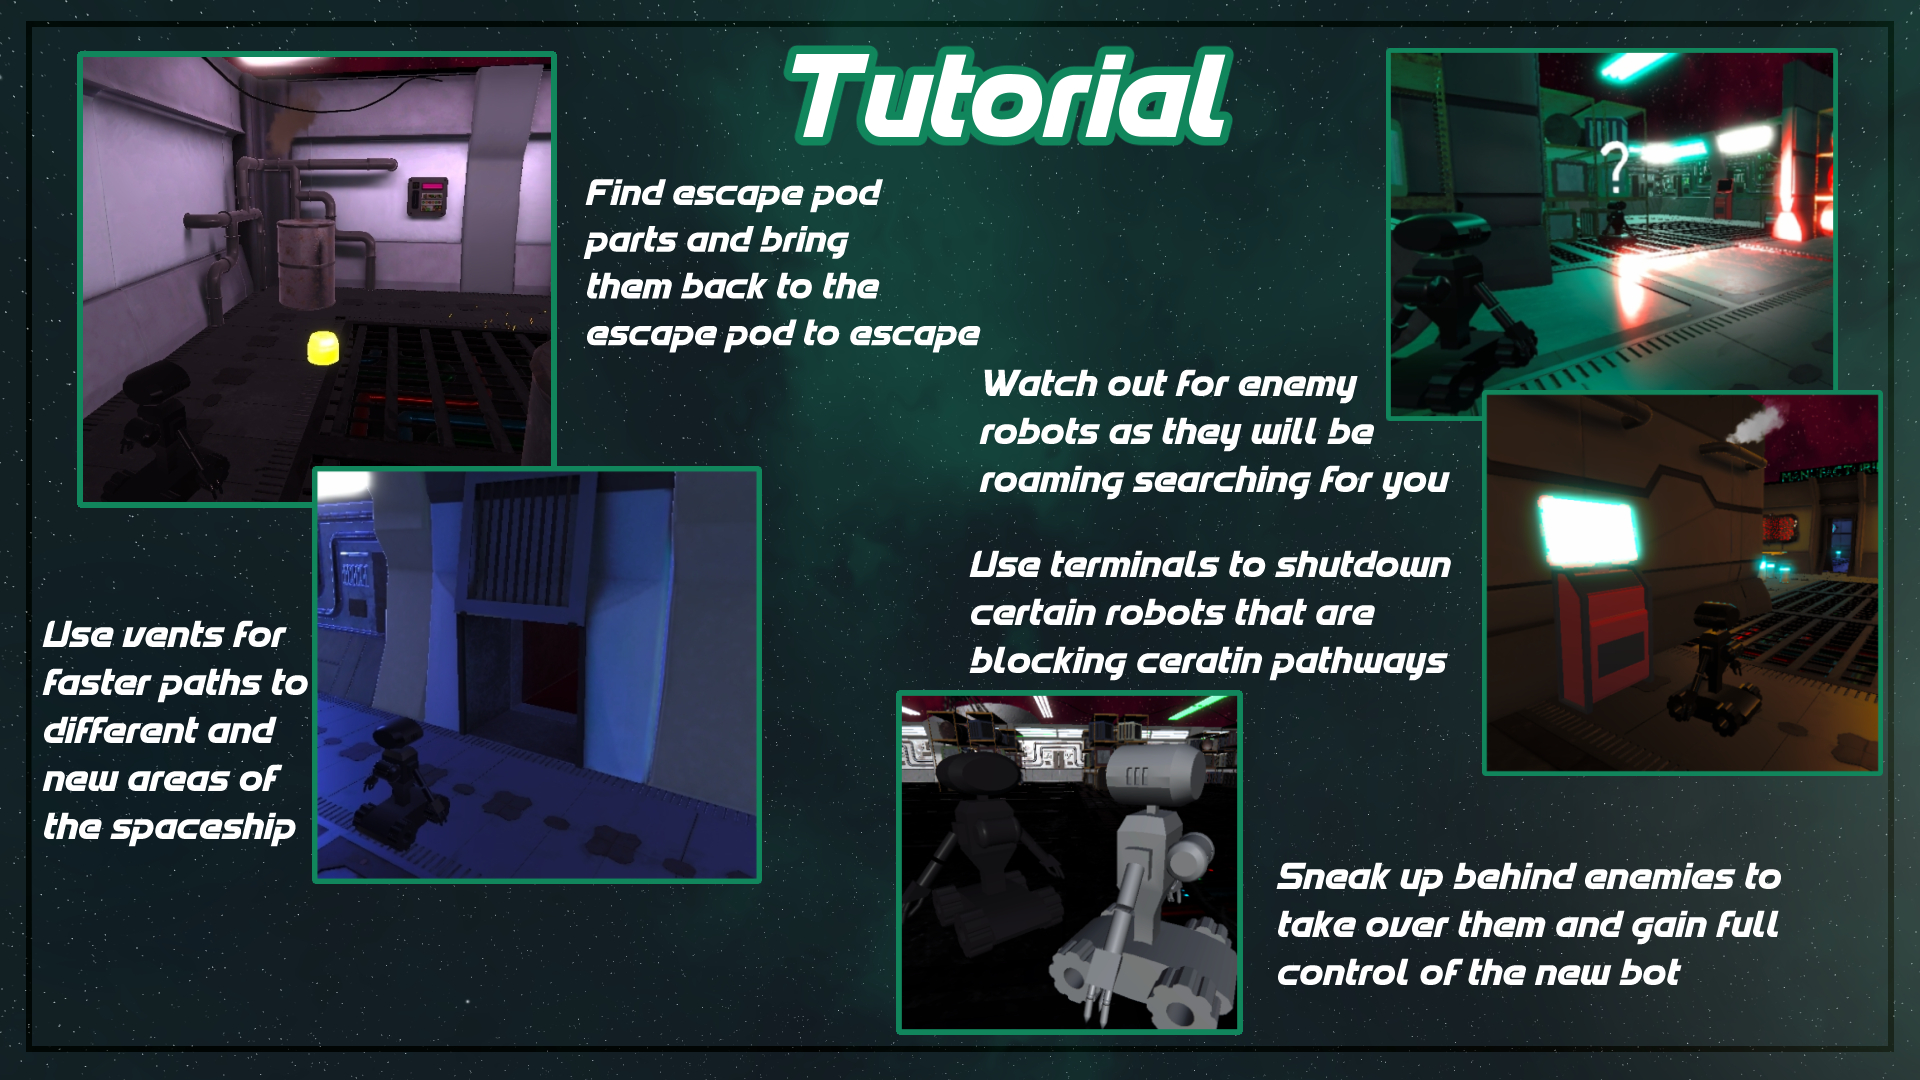 Tutorial
Find escape pod
parts and bring
them back to the
escape pod to escape
Watch out for enemy
robots as they will be
roaming searching for you
Use terminals to shutdown
certain robots that are
blocking ceratin pathways
Use vents for
faster paths to
different and
new areas of
the spaceship
Sneak up behind enemies to
take over them and gain full
control of the new bot
?